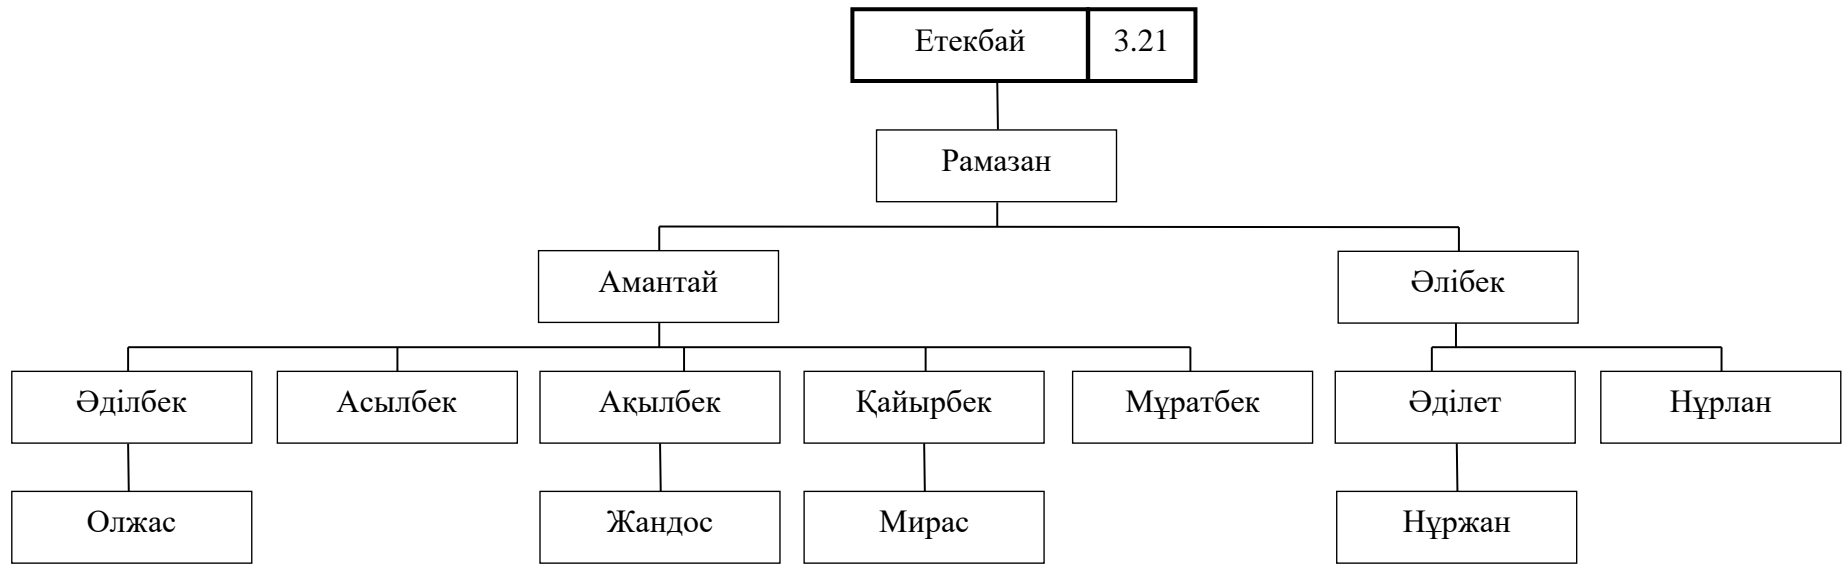 Етекбай 3.21
Рамазан
Амантай Әлібек
Әділбек Асылбек Ақылбек Қайырбек Мұратбек Әділет Нұрлан
Олжас Жандос Мирас Нұржан